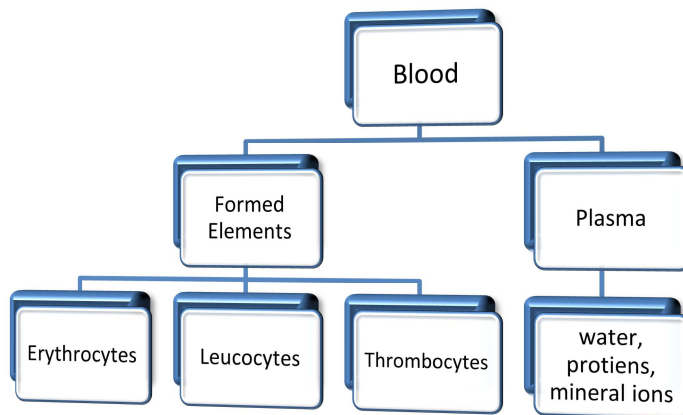 Blood
Formed
Elements
Plasma
Erythrocytes
Leucocytes
Thrombocytes
water,
protiens,
mineral ions